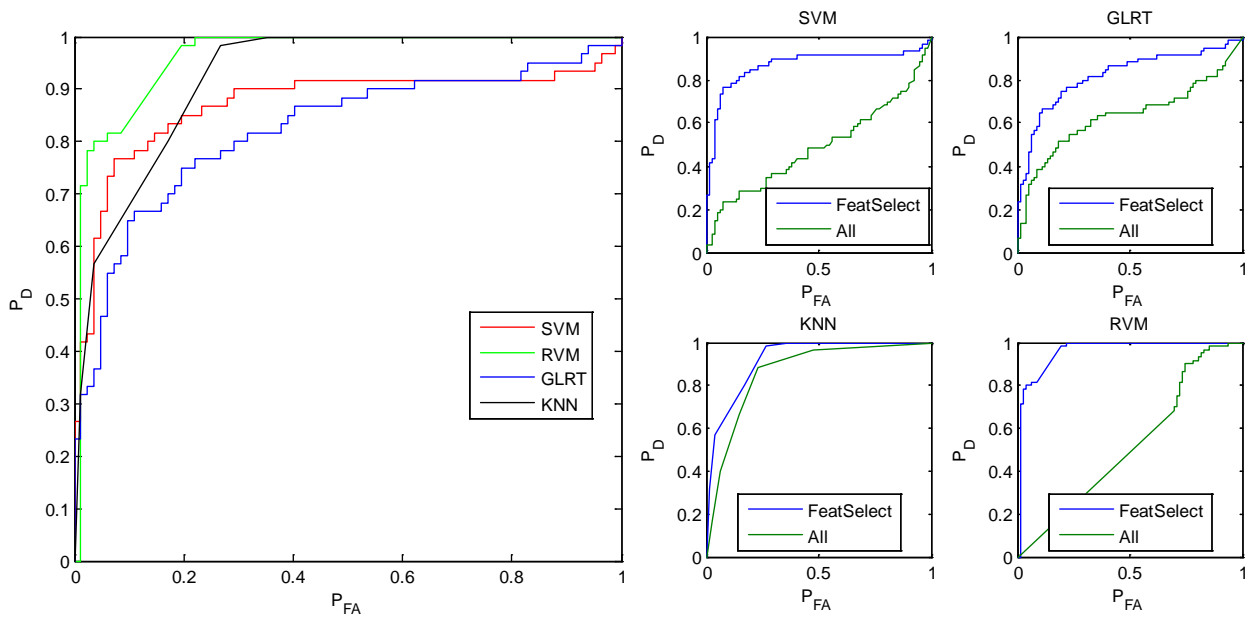 1
0.9
0.8
0.7
0.6
0.5
0.4
0.3
0.2
0.1
0
P_D
0 0.2 0.4 0.6 0.8 1
P_FA
SVM
RVM
GLRT
KNN
SVM
1
0.8
0.6
0.4
0.2
0
P_D
FeatSelect
All
0 0.5 1
P_FA
GLRT
1
0.8
0.6
0.4
0.2
0
P_D
FeatSelect
All
0 0.5 1
P_FA
KNN
1
0.8
0.6
0.4
0.2
0
P_D
FeatSelect
All
0 0.5 1
P_FA
RVM
1
0.8
0.6
0.4
0.2
0
P_D
FeatSelect
All
0 0.5 1
P_FA